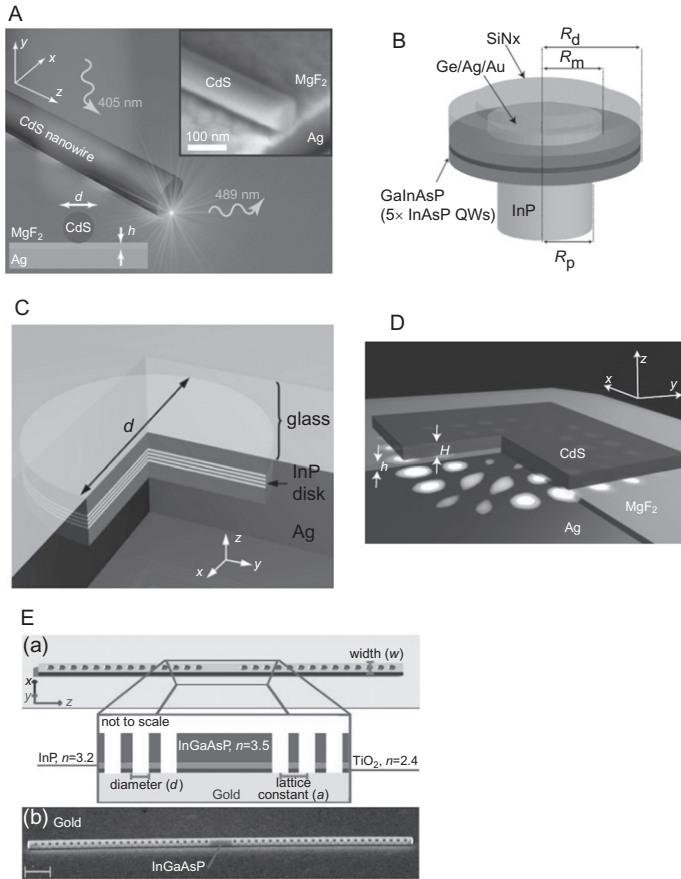 A
y
x
z
405 nm
CdS nanowire
CdS
MgF2
Ag
100 nm
489 nm
d
CdS
MgF2
h
Ag
B
SiNx
Ge/Ag/Au
Rd
Rm
GaInAsP
(5× InAsP QWs)
InP
Rp
C
d
glass
InP
disk
Ag
z
y
x
D
z
x
y
H
h
CdS
MgF2
Ag
E
(a)
width (w)
x
y
z
not to scale
InP, n=3.2
InGaAsP, n=3.5
TiO2, n=2.4
diameter (d)
lattice
constant (a)
Gold
(b)
Gold
InGaAsP